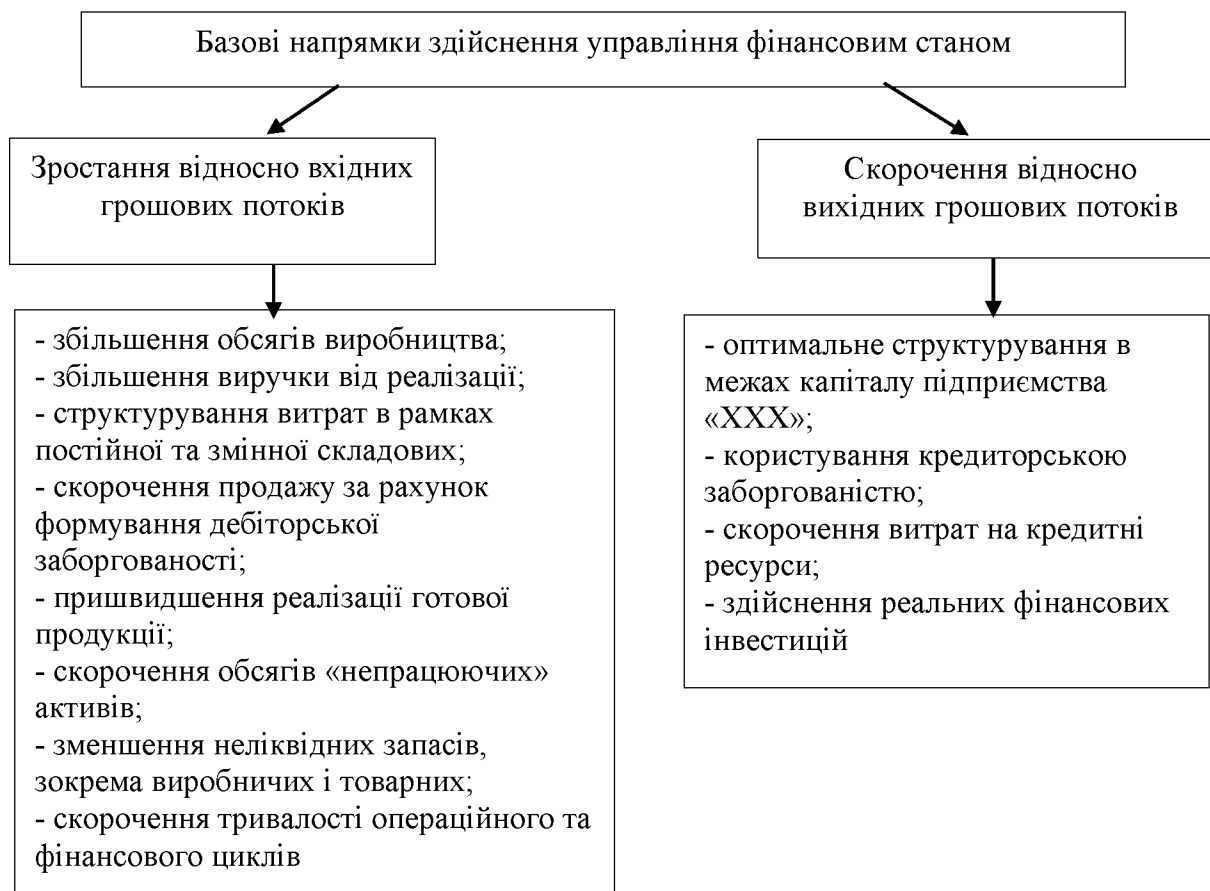 Базові напрямки здійснення управління фінансовим станом
Зростання відносно вхідних
грошових потоків
Скорочення відносно
вихідних грошових потоків
- збільшення обсягів виробництва;
- збільшення виручки від реалізації;
- структурування витрат в рамках
постійної та змінної складових;
- скорочення продажу за рахунок
формування дебіторської
заборгованості;
- пришвидшення реалізації готової
продукції;
- скорочення обсягів «непрацюючих»
активів;
- зменшення неліквідних запасів,
зокрема виробничих і товарних;
- скорочення тривалості операційного та
фінансового циклів
- оптимальне структурування в
межах капіталу підприємства
«ХХХ»;
- користування кредиторською
заборгованістю;
- скорочення витрат на кредитні
ресурси;
- здійснення реальних фінансових
інвестицій